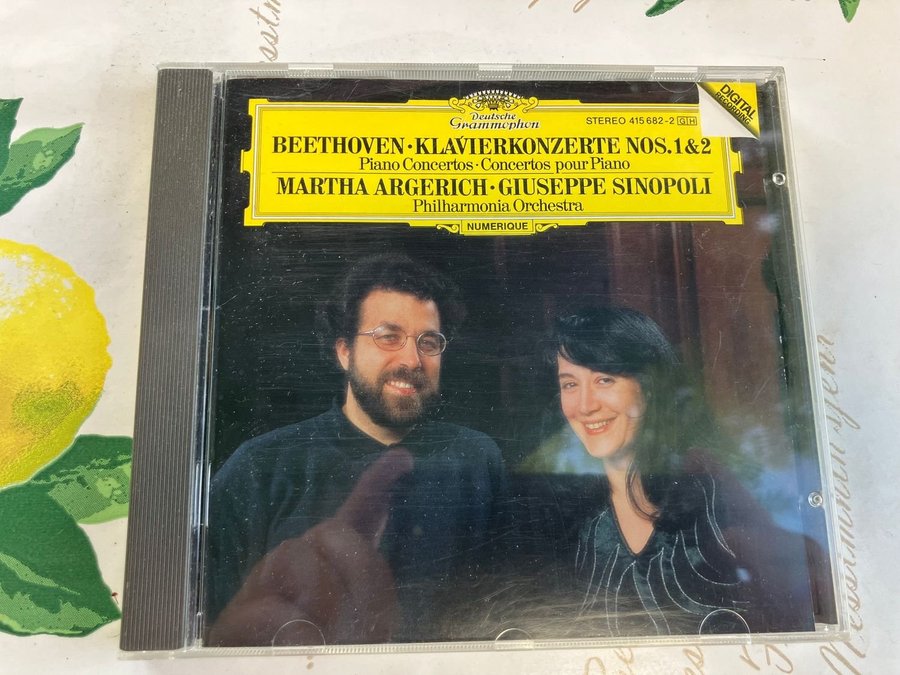 Deutsche
Grammophon
STEREO 415 682-2 GH
DIGITAL
RECORDING
BEETHOVEN · KLAVIERKONZERTE NOS. 1 & 2
Piano Concertos · Concertos pour Piano
MARTHA ARGERICH · GIUSEPPE SINOPOLI
Philharmonia Orchestra
NUMERIQUE